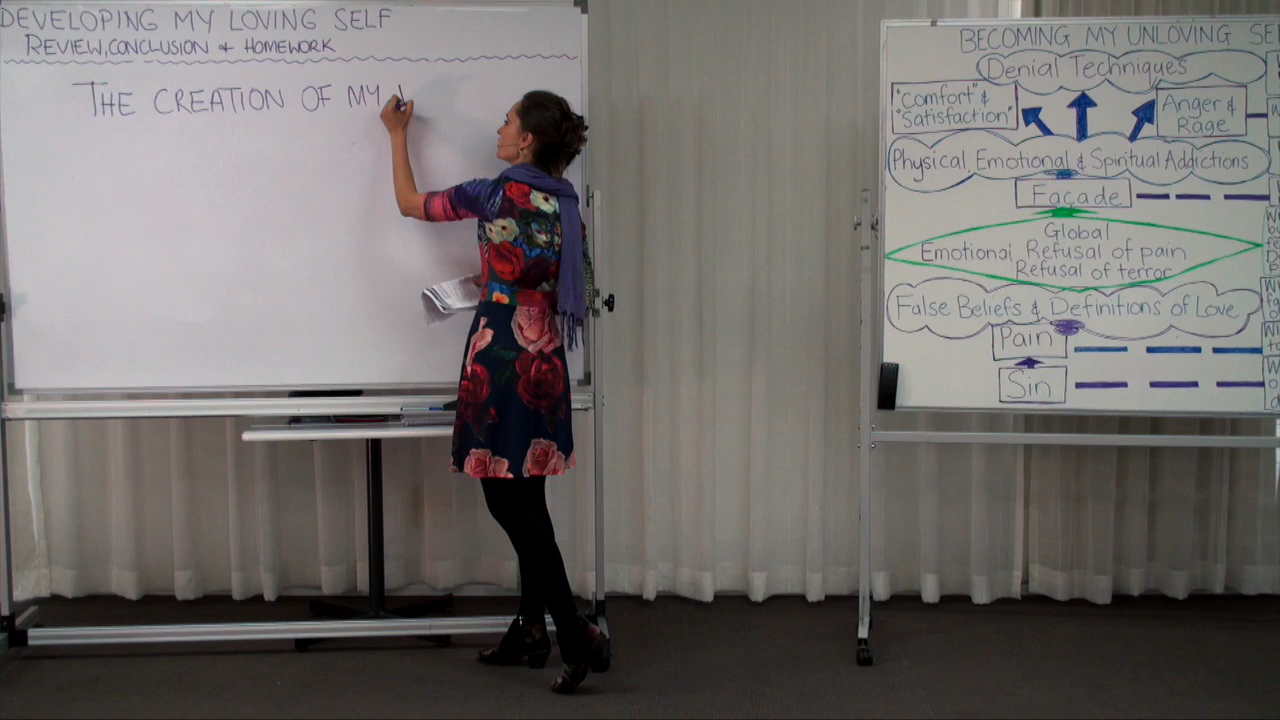 DEVELOPING MY LOVING SELF
REVIEW, CONCLUSION & HOMEWORK
THE CREATION OF MY
BECOMING MY UNLOVING SE
Denial Techniques
"Comfort" &
"Satisfaction"
Anger &
Rage
Physical, Emotional & Spiritual Addictions
Façade
Global
Emotional Refusal of pain
Refusal of terror
False Beliefs & Definitions of Love
Pain
Sin